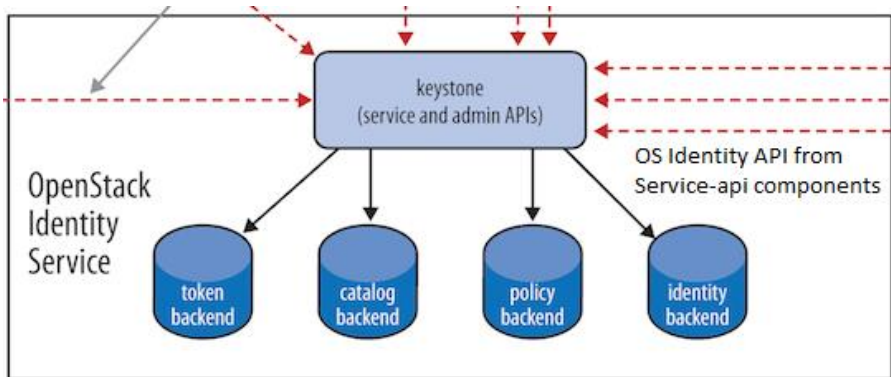 keystone
(service and admin APIs)
OS Identity API from
Service-api components
OpenStack
Identity
Service
token
backend
catalog
backend
policy
backend
identity
backend